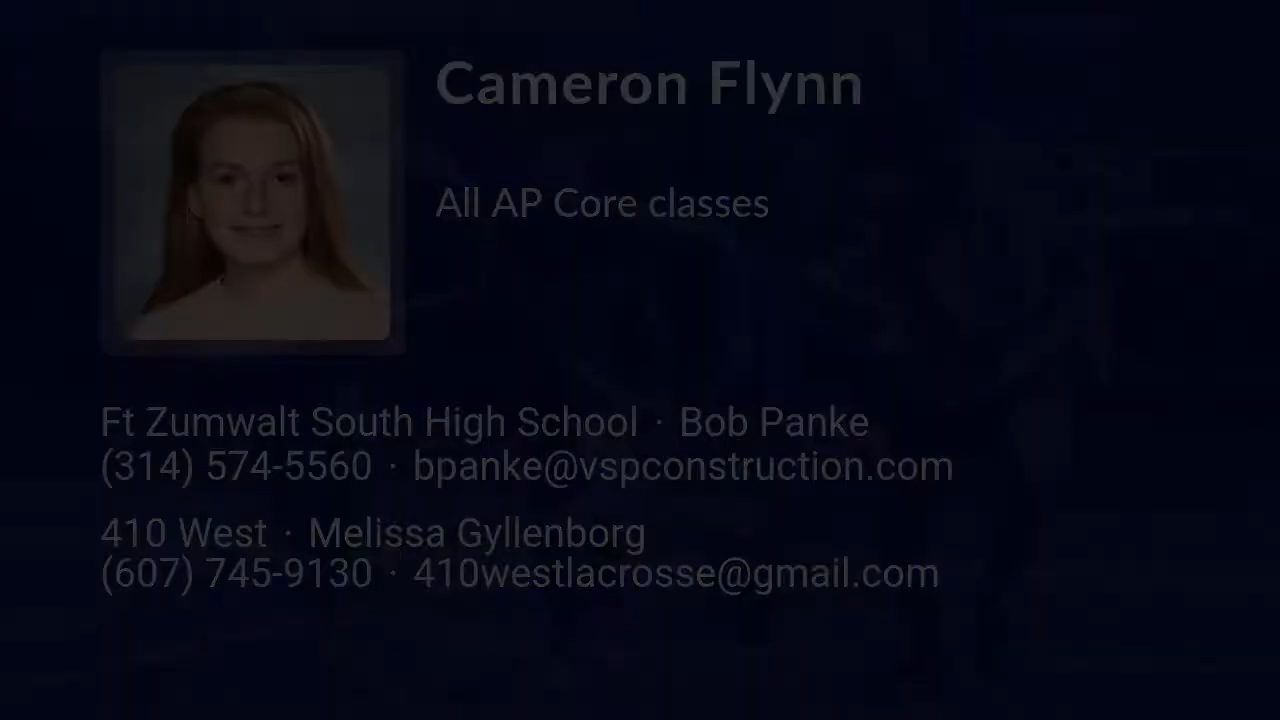 Cameron Flynn
All AP Core classes
Ft Zumwalt South High School · Bob Panke
(314) 574-5560 · bpanke@vspconstruction.com
410 West · Melissa Gyllenborg
(607) 745-9130 · 410westlacrosse@gmail.com